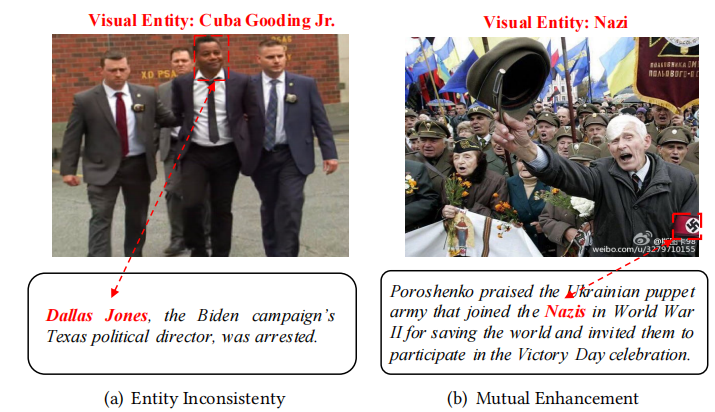 Visual Entity: Cuba Gooding Jr.
XO PSAC
Dallas Jones, the Biden campaign's
Texas political director, was arrested.
(a) Entity Inconsistenty
Visual Entity: Nazi
weibo.com/u/3279710155
Poroshenko praised the Ukrainian puppet
army that joined the Nazis in World War
II for saving the world and invited them to
participate in the Victory Day celebration.
(b) Mutual Enhancement